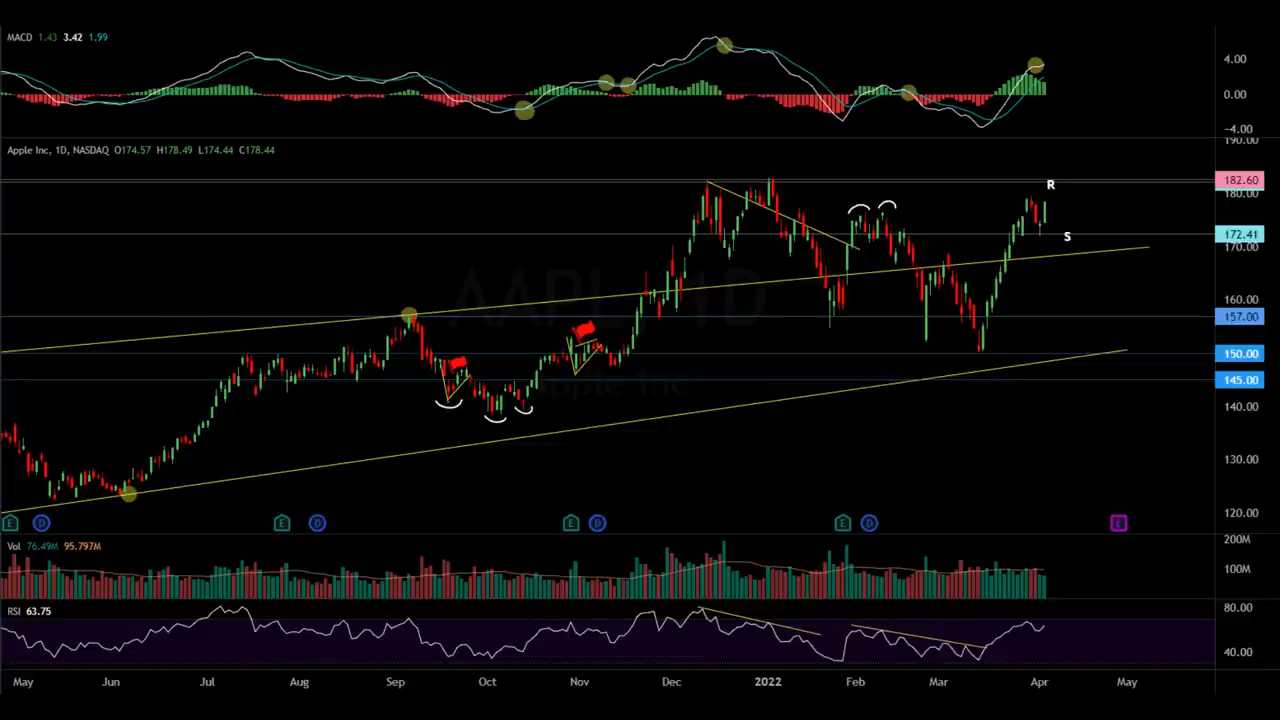 MACD 1.43 3.42 1.99
4.00
0.00
-4.00
190.00
Apple Inc, 1D, NASDAQ O174.57 H178.49 L174.44 C178.44
182.60
180.00
R
172.41
S
170.00
AAPL, 1D
Apple Inc
160.00
157.00
150.00
145.00
140.00
130.00
120.00
E D E D E D E D E
Vol 76.49M 95.797M
200M
100M
RSI 63.75
80.00
40.00
May Jun Jul Aug Sep Oct Nov Dec 2022 Feb Mar Apr May